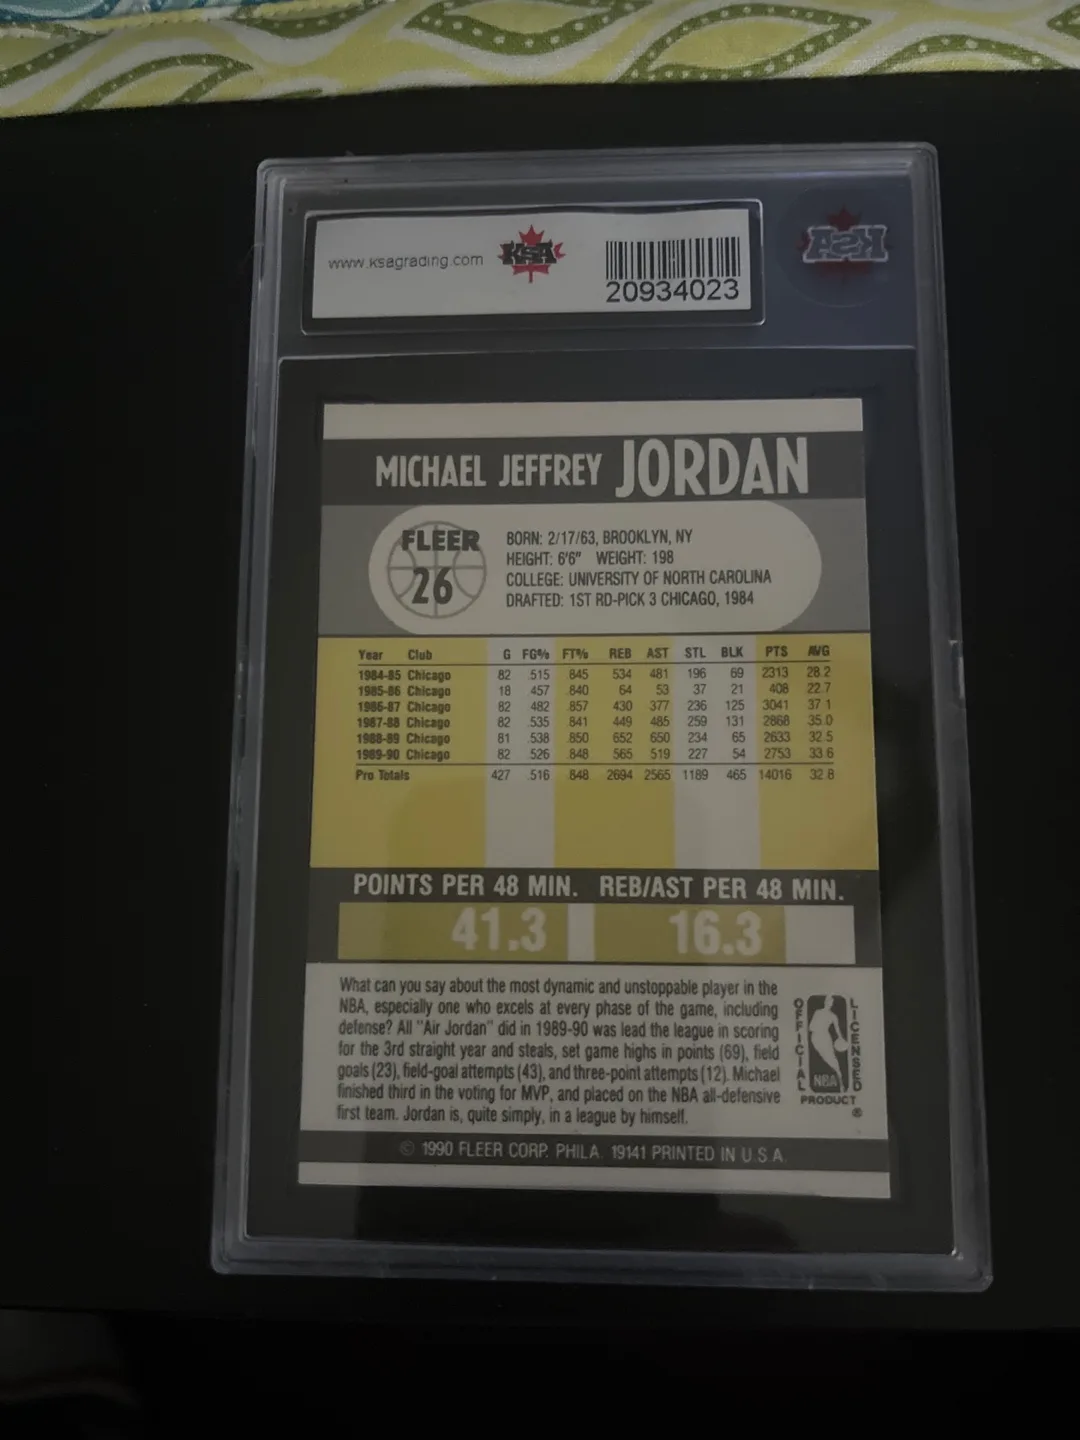 www.ksagrading.com
KSA
20934023
KSA
MICHAEL JEFFREY JORDAN
FLEER
26
BORN: 2/17/63, BROOKLYN, NY
HEIGHT: 6'6" WEIGHT: 198
COLLEGE: UNIVERSITY OF NORTH CAROLINA
DRAFTED: 1ST RD-PICK 3 CHICAGO, 1984
Year Club G FG% FT% REB AST STL BLK PTS AVG
1984-85 Chicago 82 .515 .845 534 481 196 69 2313 28.2
1985-86 Chicago 18 .457 .840 64 53 37 21 408 22.7
1986-87 Chicago 82 .482 .857 430 377 236 125 3041 37.1
1987-88 Chicago 82 .535 .841 449 485 259 131 2868 35.0
1988-89 Chicago 81 .538 .850 652 650 234 65 2633 32.5
1989-90 Chicago 82 .526 .848 565 519 227 54 2753 33.6
Pro Totals 427 .516 .848 2694 2565 1189 465 14016 32.8
POINTS PER 48 MIN. REB/AST PER 48 MIN.
41.3 16.3
What can you say about the most dynamic and unstoppable player in the
NBA, especially one who excels at every phase of the game, including
defense? All "Air Jordan" did in 1989-90 was lead the league in scoring
for the 3rd straight year and steals, set game highs in points (69), field
goals (23), field-goal attempts (43), and three-point attempts (12). Michael
finished third in the voting for MVP, and placed on the NBA all-defensive
first team. Jordan is, quite simply, in a league by himself.
OFFICIAL
LICENSED
NBA
PRODUCT
®
© 1990 FLEER CORP. PHILA. 19141 PRINTED IN U.S.A.